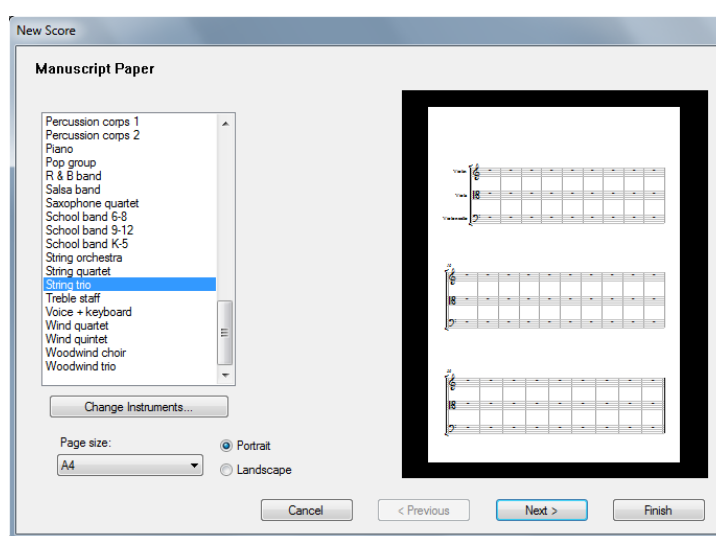 New Score
Manuscript Paper
Percussion corps 1
Percussion corps 2
Piano
Pop group
R & B band
Salsa band
Saxophone quartet
School band 6-8
School band 9-12
School band K-5
String orchestra
String quartet
String trio
Treble staff
Voice + keyboard
Wind quartet
Wind quintet
Woodwind choir
Woodwind trio
Change Instruments...
Page size:
A4
Portrait
Landscape
Violin
Viola
Violoncello
Cancel
< Previous
Next >
Finish